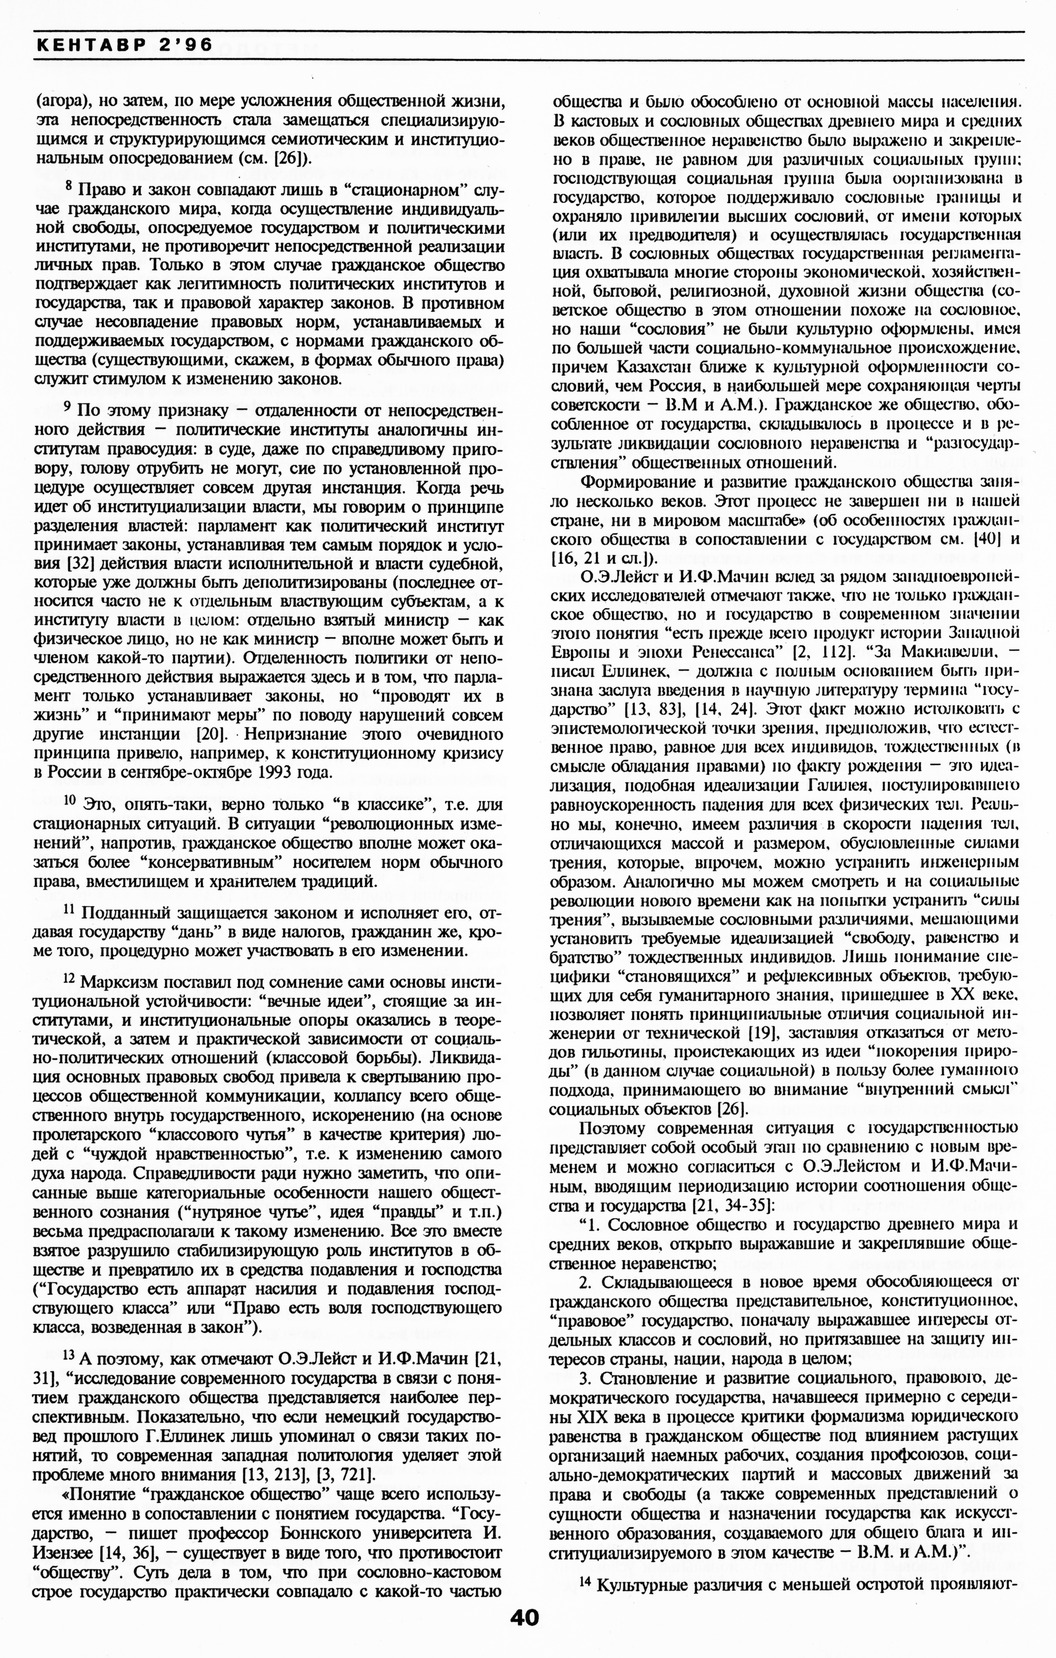 КЕНТАВР 2’96
(агора), но затем, по мере усложнения общественной жизни,
эта непосредственность стала замещаться специализирую-
щимся и структурирующимся семиотическим и институцио-
нальным опосредованием (см. [26]).
8 Право и закон совпадают лишь в “стационарном” слу-
чае гражданского мира, когда осуществление индивидуаль-
ной свободы, опосредуемое государством и политическими
институтами, не противоречит непосредственной реализации
личных прав. Только в этом случае гражданское общество
подтверждает как легитимность политических институтов и
государства, так и правовой характер законов. В противном
случае несовпадение правовых норм, устанавливаемых и
поддерживаемых государством, с нормами гражданского об-
щества (существующими, скажем, в формах обычного права)
служит стимулом к изменению законов.
9 По этому признаку — отдаленности от непосредствен-
ного действия — политические институты аналогичны ин-
ститутам правосудия: в суде, даже по справедливому приго-
вору, голову отрубить не могут, сие по установленной про-
цедуре осуществляет совсем другая инстанция. Когда речь
идет об институциализации власти, мы говорим о принципе
разделения властей: парламент как политический институт
принимает законы, устанавливая тем самым порядок и усло-
вия [32] действия власти исполнительной и власти судебной,
которые уже должны быть деполитизированы (последнее от-
носится часто не к отдельным властвующим субъектам, а к
институту власти в целом: отдельно взятый министр — как
физическое лицо, но не как министр — вполне может быть и
членом какой-то партии). Отделенность политики от непо-
средственного действия выражается здесь и в том, что парла-
мент только устанавливает законы, но “проводят их в
жизнь” и “принимают меры” по поводу нарушений совсем
другие инстанции [20]. Непризнание этого очевидного
принципа привело, например, к конституционному кризису
в России в сентябре-октябре 1993 года.
10 Это, опять-таки, верно только “в классике”, т.е. для
стационарных ситуаций. В ситуации “революционных изме-
нений”, напротив, гражданское общество вполне может ока-
заться более “консервативным” носителем норм обычного
права, вместилищем и хранителем традиций.
11 Подданный защищается законом и исполняет его, от-
давая государству “дань” в виде налогов, гражданин же, кро-
ме того, процедурно может участвовать в его изменении.
12 Марксизм поставил под сомнение сами основы инсти-
туциональной устойчивости: “вечные идеи”, стоящие за ин-
ститутами, и институциональные опоры оказались в теоре-
тической, а затем и практической зависимости от социаль-
но-политических отношений (классовой борьбы). Ликвида-
ция основных правовых свобод привела к свертыванию про-
цессов общественной коммуникации, коллапсу всего обще-
ственного внутрь государственного, искоренению (на основе
пролетарского “классового чутья” в качестве критерия) лю-
дей с “чуждой нравственностью”, т.е. к изменению самого
духа народа. Справедливости ради нужно заметить, что опи-
санные выше категориальные особенности нашего общест-
венного сознания (“нутряное чутье”, идея “правды” и т.п.)
весьма предрасполагали к такому изменению. Все это вместе
взятое разрушило стабилизирующую роль институтов в об-
ществе и превратило их в средства подавления и господства
(“Государство есть аппарат насилия и подавления господ-
ствующего класса” или “Право есть воля господствующего
класса, возведенная в закон”).
13 А поэтому, как отмечают О.Э.Лейст и И.Ф.Мачин [21,
31], “исследование современного государства в связи с поня-
тием гражданского общества представляется наиболее пер-
спективным. Показательно, что если немецкий государство-
вед прошлого Г.Еллинек лишь упоминал о связи таких по-
нятий, то современная западная политология уделяет этой
проблеме много внимания [13, 213], [3, 721].
«Понятие “гражданское общество” чаще всего использу-
ется именно в сопоставлении с понятием государства. “Госу-
дарство, — пишет профессор Боннского университета И.
Изензее [14, 36], — существует в виде того, что противостоит
“обществу”. Суть дела в том, что при сословно-кастовом
строе государство практически совпадало с какой-то частью
общества и было обособлено от основной массы населения.
В кастовых и сословных обществах древнего мира и средних
веков общественное неравенство было выражено и закрепле-
но в праве, не равном для различных социальных групп;
господствующая социальная группа была оорганизована в
государство, которое поддерживало сословные границы и
охраняло привилегии высших сословий, от имени которых
(или их предводителя) и осуществлялась государственная
власть. В сословных обществах государственная регламента-
ция охватывала многие стороны экономической, хозяйствен-
ной, бытовой, религиозной, духовной жизни общества (со-
ветское общество в этом отношении похоже на сословное,
но наши “сословия” не были культурно оформлены, имея
по большей части социально-коммунальное происхождение,
причем Казахстан ближе к культурной оформленности со-
словий, чем Россия, в наибольшей мере сохраняющая черты
советскости — В.М и А.М.). Гражданское же общество, обо-
собленное от государства, складывалось в процессе и в ре-
зультате ликвидации сословного неравенства и “разгосудар-
ствления” общественных отношений.
Формирование и развитие гражданского общества заня-
ло несколько веков. Этот процесс не завершен ни в нашей
стране, ни в мировом масштабе» (об особенностях граждан-
ского общества в сопоставлении с государством см. [40] и
[16, 21 и сл.]).
О.Э.Лейст и И.Ф.Мачин вслед за рядом западноевропей-
ских исследователей отмечают также, что не только граждан-
ское общество, но и государство в современном значении
этого понятия “есть прежде всего продукт истории Западной
Европы и эпохи Ренессанса” [2, 112]. “За Макиавелли, —
писал Еллинек, — должна с полным основанием быть при-
знана заслуга введения в научную литературу термина “госу-
дарство” [13, 83], [14, 24]. Этот факт можно истолковать с
эпистемологической точки зрения, предположив, что естест-
венное право, равное для всех индивидов, тождественных (в
смысле обладания правами) по факту рождения — это идеа-
лизация, подобная идеализации Галилея, постулировавшего
равноускоренность падения для всех физических тел. Реаль-
но мы, конечно, имеем различия в скорости падения тел,
отличающихся массой и размером, обусловленные силами
трения, которые, впрочем, можно устранить инженерным
образом. Аналогично мы можем смотреть и на социальные
революции нового времени как на попытки устранить “силы
трения”, вызываемые сословными различиями, мешающими
установить требуемые идеализацией “свободу, равенство и
братство” тождественных индивидов. Лишь понимание спе-
цифики “становящихся” и рефлексивных объектов, требую-
щих для себя гуманитарного знания, пришедшее в XX веке,
позволяет понять принципиальные отличия социальной ин-
женерии от технической [19], заставляя отказаться от мето-
дов гильотины, проистекающих из идеи “покорения приро-
ды” (в данном случае социальной) в пользу более гуманного
подхода, принимающего во внимание “внутренний смысл”
социальных объектов [26].
Поэтому современная ситуация с государственностью
представляет собой особый этап по сравнению с новым вре-
менем и можно согласиться с О.Э.Лейстом и И.Ф.Мачи-
ным, вводящим периодизацию истории соотношения обще-
ства и государства [21, 34-35]:
“1. Сословное общество и государство древнего мира и
средних веков, открыто выражавшие и закреплявшие обще-
ственное неравенство;
2. Складывающееся в новое время обособляющееся от
гражданского общества представительное, конституционное,
“правовое” государство, поначалу выражавшее интересы от-
дельных классов и сословий, но притязавшее на защиту ин-
тересов страны, нации, народа в целом;
3. Становление и развитие социального, правового, де-
мократического государства, начавшееся примерно с середи-
ны XIX века в процессе критики формализма юридического
равенства в гражданском обществе под влиянием растущих
организаций наемных рабочих, создания профсоюзов, соци-
ально-демократических партий и массовых движений за
права и свободы (а также современных представлений о
сущности общества и назначении государства как искусст-
венного образования, создаваемого для общего блага и ин-
ституциализируемого в этом качестве — В.М. и А.М.)”.
14 Культурные различия с меньшей остротой проявляют-
40